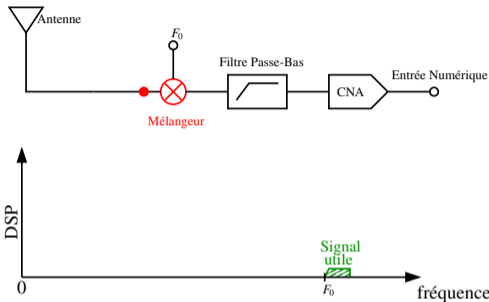 Antenne
F0
Filtre Passe-Bas
Entrée Numérique
CNA
Mélangeur
DSP
Signal
utile
0
F0
fréquence